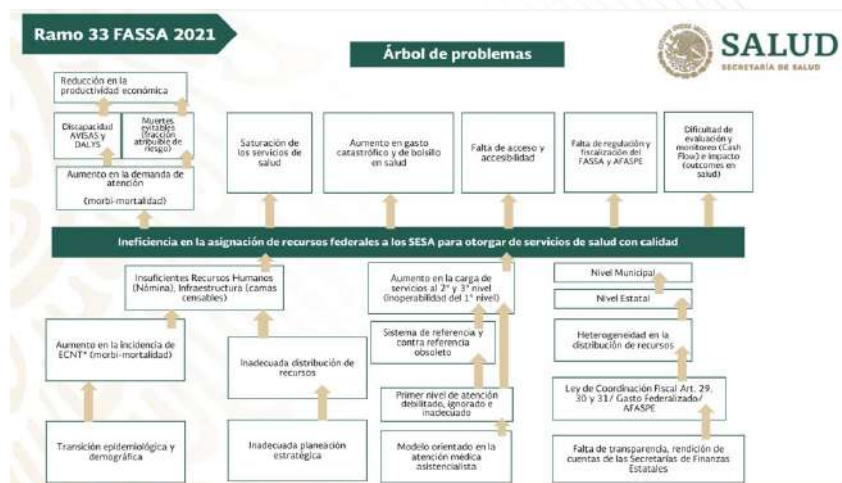 Ramo 33 FASSA 2021
Árbol de problemas
SALUD
SECRETARÍA DE SALUD
Reducción en la
productividad económica
Discapacidad
AVISAS y
DALYS
Muertes
evitables
(fracción
atribuible de
riesgo)
Aumento en la demanda de
atención
(morbi-mortalidad)
Saturación de
los servicios de
salud
Aumento en gasto
catastrófico y de bolsillo
en salud
Falta de acceso y
accesibilidad
Falta de regulación y
fiscalización del
FASSA y AFASPE
Dificultad de
evaluación y
monitoreo (Cash
Flow) e impacto
(outcomes en
salud)
Ineficiencia en la asignación de recursos federales a los SESA para otorgar de servicios de salud con calidad
Insuficientes Recursos Humanos
(Nómina), Infraestructura (camas
censables)
Aumento en la incidencia de
ECNT* (morbi-mortalidad)
Transición epidemiológica y
demográfica
Inadecuada distribución de
recursos
Inadecuada planeación
estratégica
Aumento en la carga de
servicios al 2° y 3° nivel
(inoperabilidad del 1° nivel)
Sistema de referencia y
contra referencia
obsoleto
Primer nivel de atención
debilitado, ignorado e
inadecuado
Modelo orientado en la
atención médica
asistencialista
Nivel Municipal
Nivel Estatal
Heterogeneidad en la
distribución de recursos
Ley de Coordinación Fiscal Art. 29,
30 y 31/ Gasto Federalizado/
AFASPE
Falta de transparencia, rendición de
cuentas de las Secretarías de Finanzas
Estatales